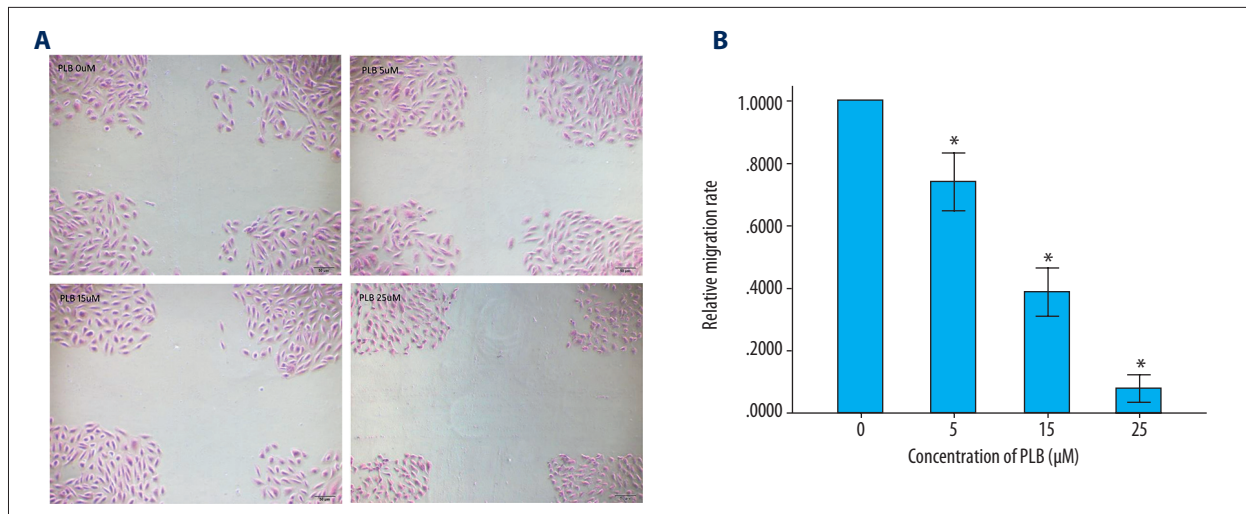 A
PLB 0uM
PLB 5uM
PLB 15uM
PLB 25uM
B
Relative migration rate
1.0000
.8000
.6000
.4000
.2000
.0000
*
*
*
0 5 15 25
Concentration of PLB (μM)